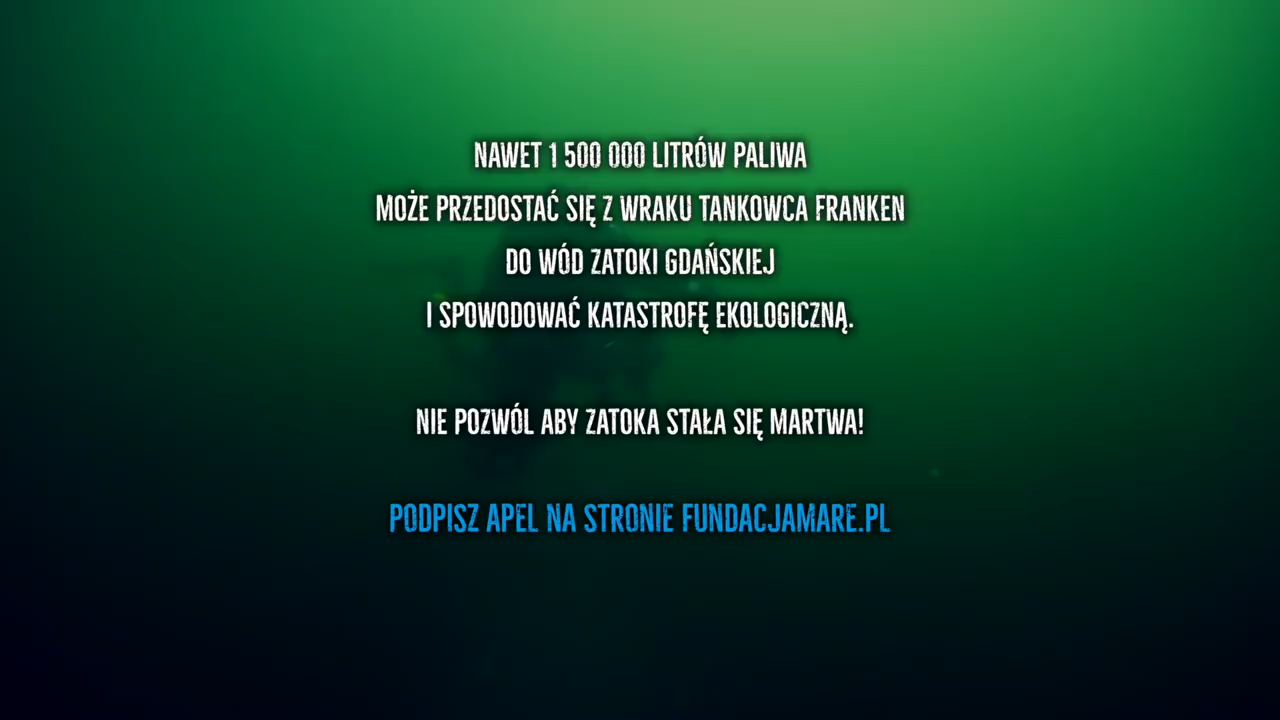 NAWET 1 500 000 LITRÓW PALIWA
MOŻE PRZEDOSTAĆ SIĘ Z WRAKU TANKOWCA FRANKEN
DO WÓD ZATOKI GDAŃSKIEJ
I SPOWODOWAĆ KATASTROFĘ EKOLOGICZNĄ.
NIE POZWÓL ABY ZATOKA STAŁA SIĘ MARTWA!
PODPISZ APEL NA STRONIE FUNDACJAMARE.PL